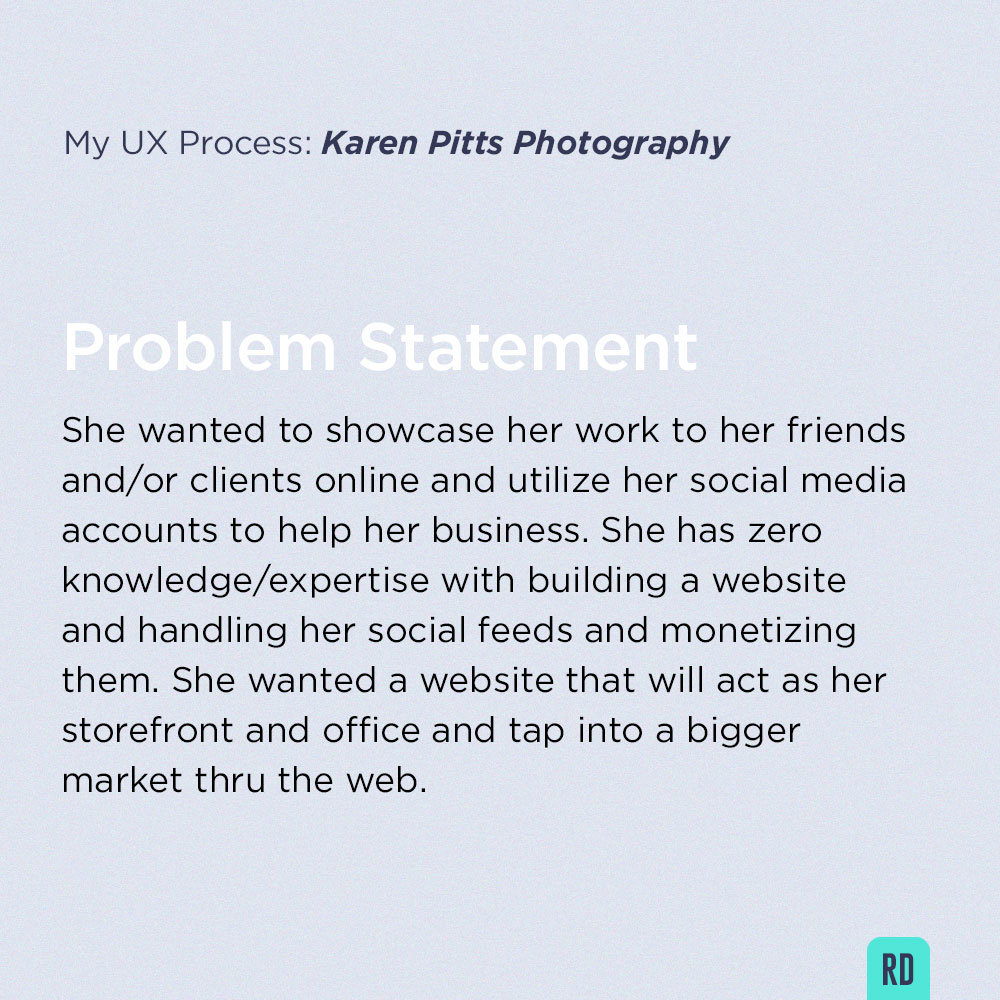 My UX Process: Karen Pitts Photography
Problem Statement
She wanted to showcase her work to her friends
and/or clients online and utilize her social media
accounts to help her business. She has zero
knowledge/expertise with building a website
and handling her social feeds and monetizing
them. She wanted a website that will act as her
storefront and office and tap into a bigger
market thru the web.
RD